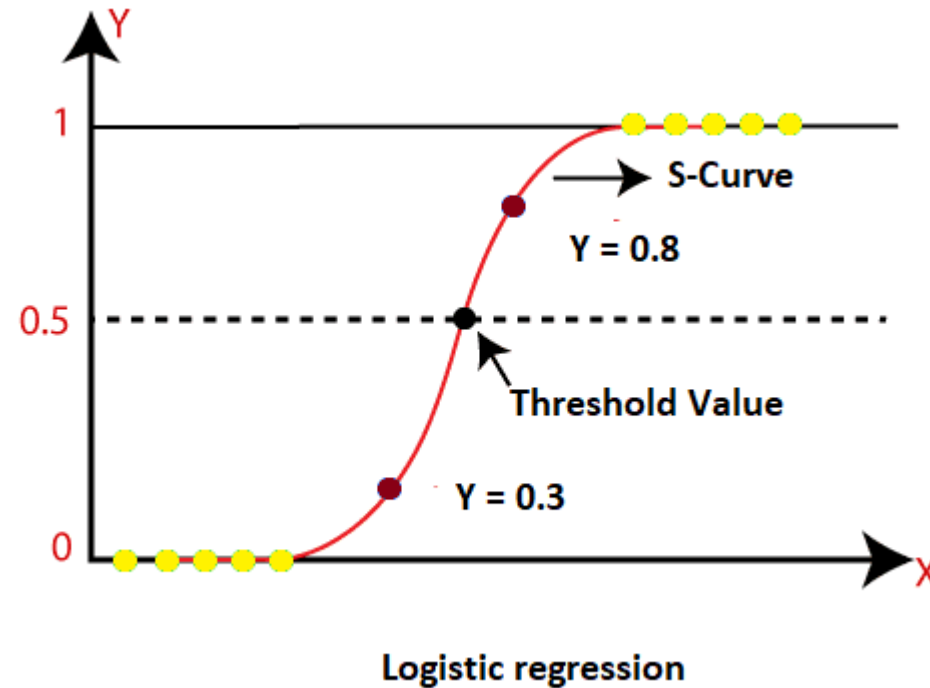 Y
1
S-Curve
Y = 0.8
0.5
Threshold Value
Y = 0.3
0
X
Logistic regression